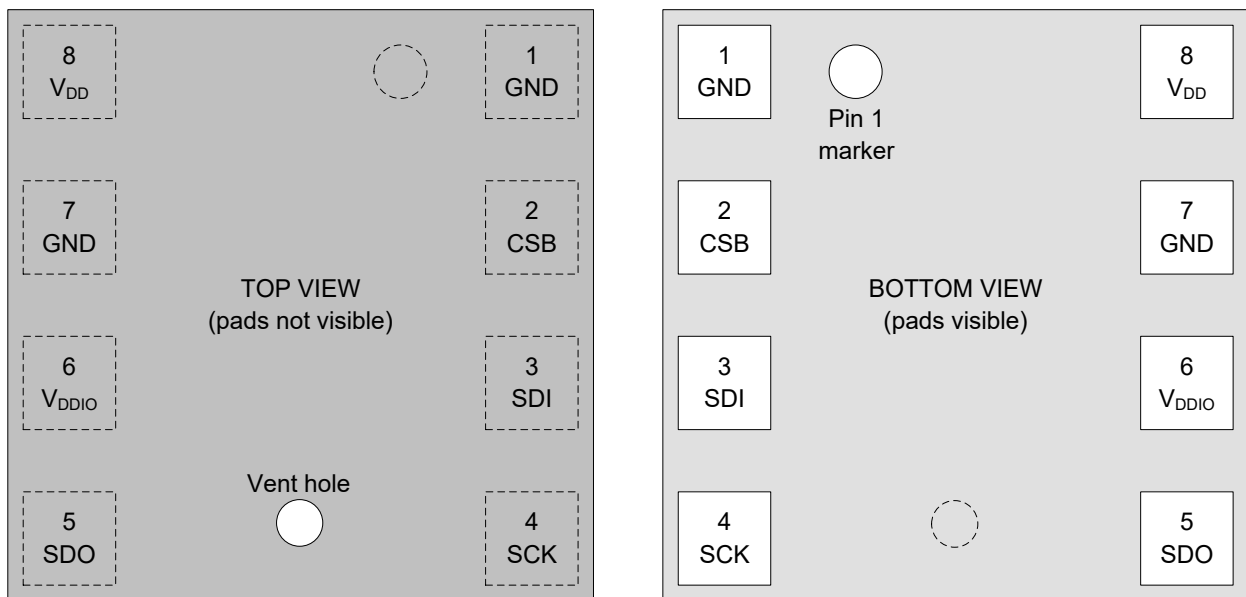 8
VDD
1
GND
7
GND
2
CSB
TOP VIEW
(pads not visible)
6
VDDIO
3
SDI
Vent hole
5
SDO
4
SCK
1
GND
Pin 1
marker
8
VDD
2
CSB
7
GND
BOTTOM VIEW
(pads visible)
3
SDI
6
VDDIO
4
SCK
5
SDO